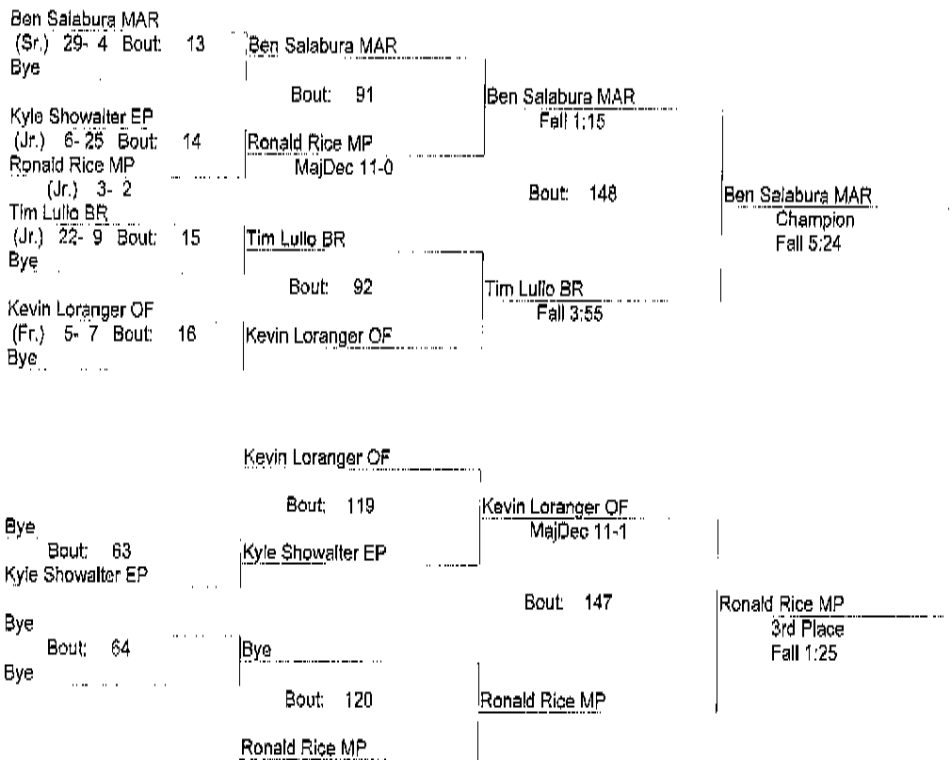 Ben Salabura MAR
(Sr.) 29- 4 Bout: 13
Bye
Kyle Showalter EP
(Jr.) 6- 25 Bout: 14
Ronald Rice MP
(Jr.) 3- 2
Tim Lullo BR
(Jr.) 22- 9 Bout: 15
Bye
Kevin Loranger OF
(Fr.) 5- 7 Bout: 16
Bye
Ben Salabura MAR
Bout: 91
Ronald Rice MP
MajDec 11-0
Tim Lullo BR
Bout: 92
Kevin Loranger OF
Ben Salabura MAR
Fall 1:15
Bout: 148
Tim Lullo BR
Fall 3:55
Ben Salabura MAR
Champion
Fall 5:24
Bye
Bout: 63
Kyle Showalter EP
Bye
Bout: 64
Bye
Kevin Loranger OF
Bout: 119
Kyle Showalter EP
Bye
Bout: 120
Ronald Rice MP
Kevin Loranger OF
MajDec 11-1
Bout: 147
Ronald Rice MP
Ronald Rice MP
3rd Place
Fall 1:25